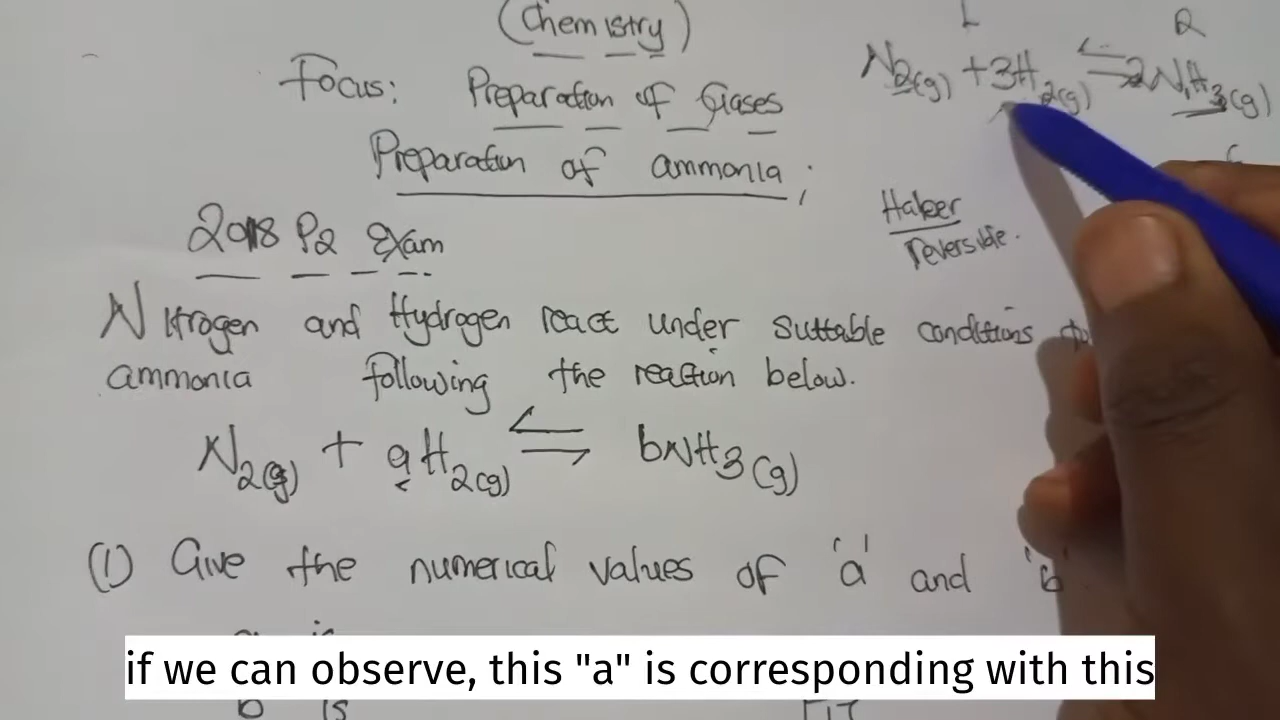 (Chemistry)
Focus: Preparation of Gases
Preparation of ammonia;
L R
N2(g) + 3H2(g) ⇌ 2NH3(g)
Haber
reversible.
2018 P2 Exam
Nitrogen and Hydrogen react under suitable conditions
ammonia following the reaction below.
N2(g) + aH2(g) ⇌ bNH3(g)
(1) Give the numerical values of 'a' and 'b'
if we can observe, this "a" is corresponding with this
b is